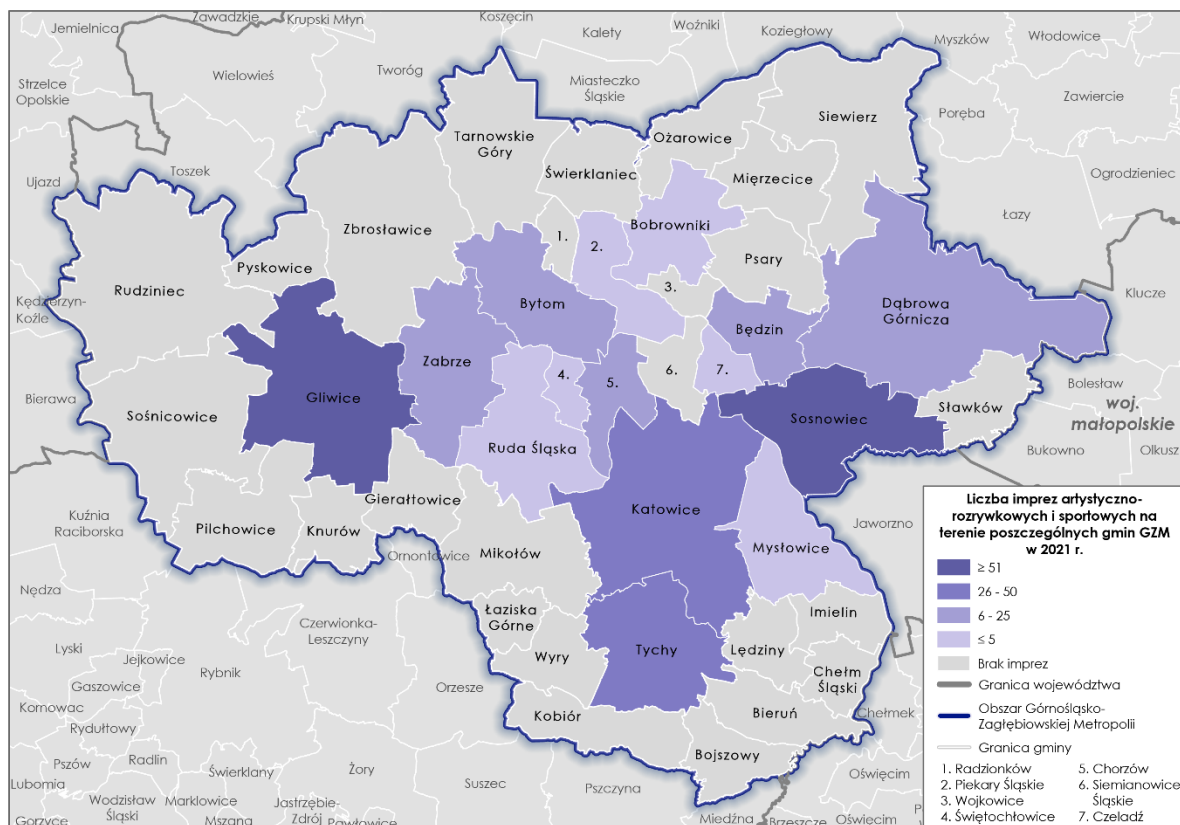 Jemielnica
Zawadzkie
Krupski Młyn
Koszęcin
Kalety
Woźniki
Koziegłowy
Myszków
Włodowice
Strzelce
Opolskie
Wielowieś
Tworóg
Miasteczko
Śląskie
Poręba
Zawiercie
Ujazd
Toszek
Tarnowskie
Góry
Świerklaniec
Ożarowice
Siewierz
Mięrzecice
Ogrodzieniec
Łazy
Zbrosławice
1.
2.
Bobrowniki
Psary
3.
Rudziniec
Pyskowice
Bytom
Będzin
Dąbrowa
Górnicza
Klucze
Kędzierzyn-
Koźle
Zabrze
4.
5.
6.
7.
Bierawa
Sośnicowice
Gliwice
Ruda Śląska
Sosnowiec
Sławków
Bolesław
woj.
małopolskie
Bukowno
Olkusz
Kuźnia
Raciborska
Pilchowice
Knurów
Gierałtowice
Ornontowice
Mikołów
Katowice
Mysłowice
Jaworzno
Nędza
Lyski
Jejkowice
Rybnik
Gaszowice
Kornowac
Rydułtowy
Czerwionka-
Leszczyny
Łaziska
Górne
Wyry
Orzesze
Tychy
Lędziny
Imielin
Chełm
Śląski
Chełmek
Kobiór
Bieruń
Bojszowy
Lubomia
Pszów
Radlin
Świerklany
Żory
Suszec
Pszczyna
Oświęcim
Gorzyce
Wodzisław
Śląski
Marklowice
Mszana
Jastrzębie-
Zdrój
Pawłowice
Miedźna
Brzeszcze
Oświęcim
Liczba imprez artystyczno-
rozrywkowych i sportowych na
terenie poszczególnych gmin GZM
w 2021 r.
≥ 51
26 - 50
6 - 25
≤ 5
Brak imprez
Granica województwa
Obszar Górnośląsko-
Zagłębiowskiej Metropolii
Granica gminy
1. Radzionków
2. Piekary Śląskie
3. Wojkowice
4. Świętochłowice
5. Chorzów
6. Siemianowice
Śląskie
7. Czeladź